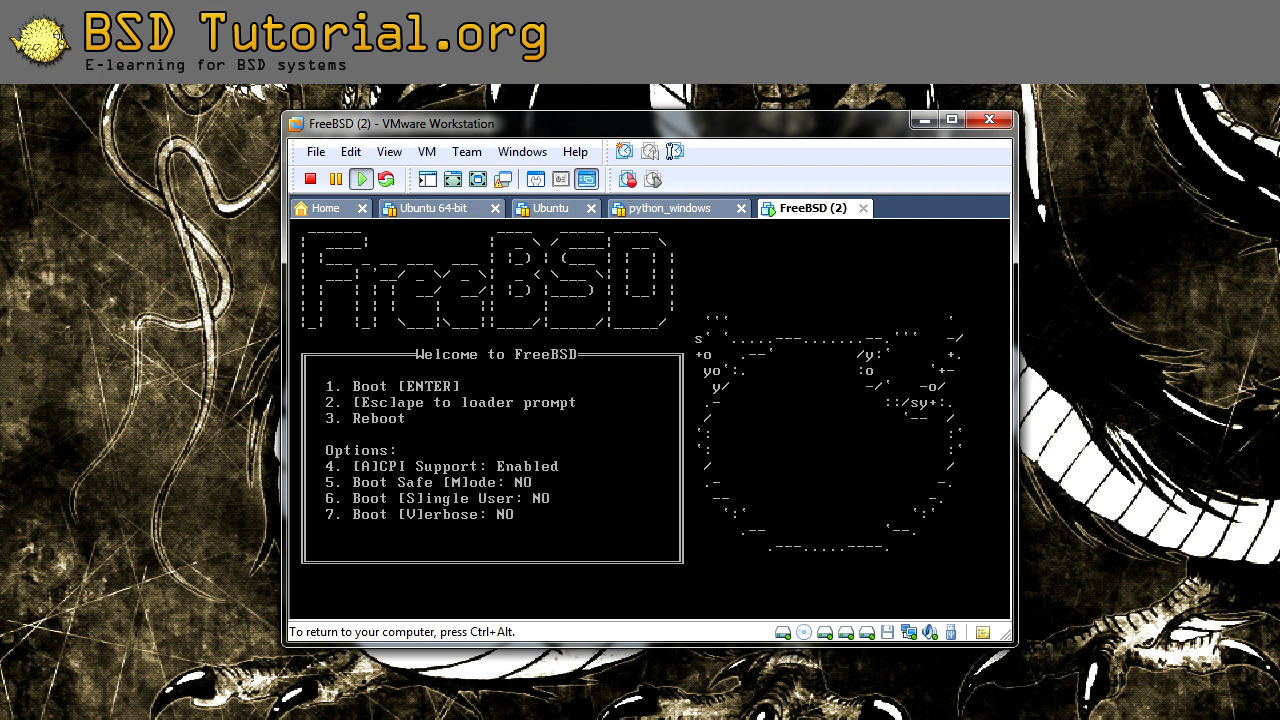 BSD Tutorial.org
E-learning for BSD systems
FreeBSD (2) - VMware Workstation
File Edit View VM Team Windows Help
Home Ubuntu 64-bit Ubuntu python_windows FreeBSD (2)
FreeBSD
Welcome to FreeBSD
1. Boot [ENTER]
2. [Esc]ape to loader prompt
3. Reboot
Options:
4. [A]CPI Support: Enabled
5. Boot Safe [M]ode: NO
6. Boot [S]ingle User: NO
7. Boot [V]erbose: NO
To return to your computer, press Ctrl+Alt.